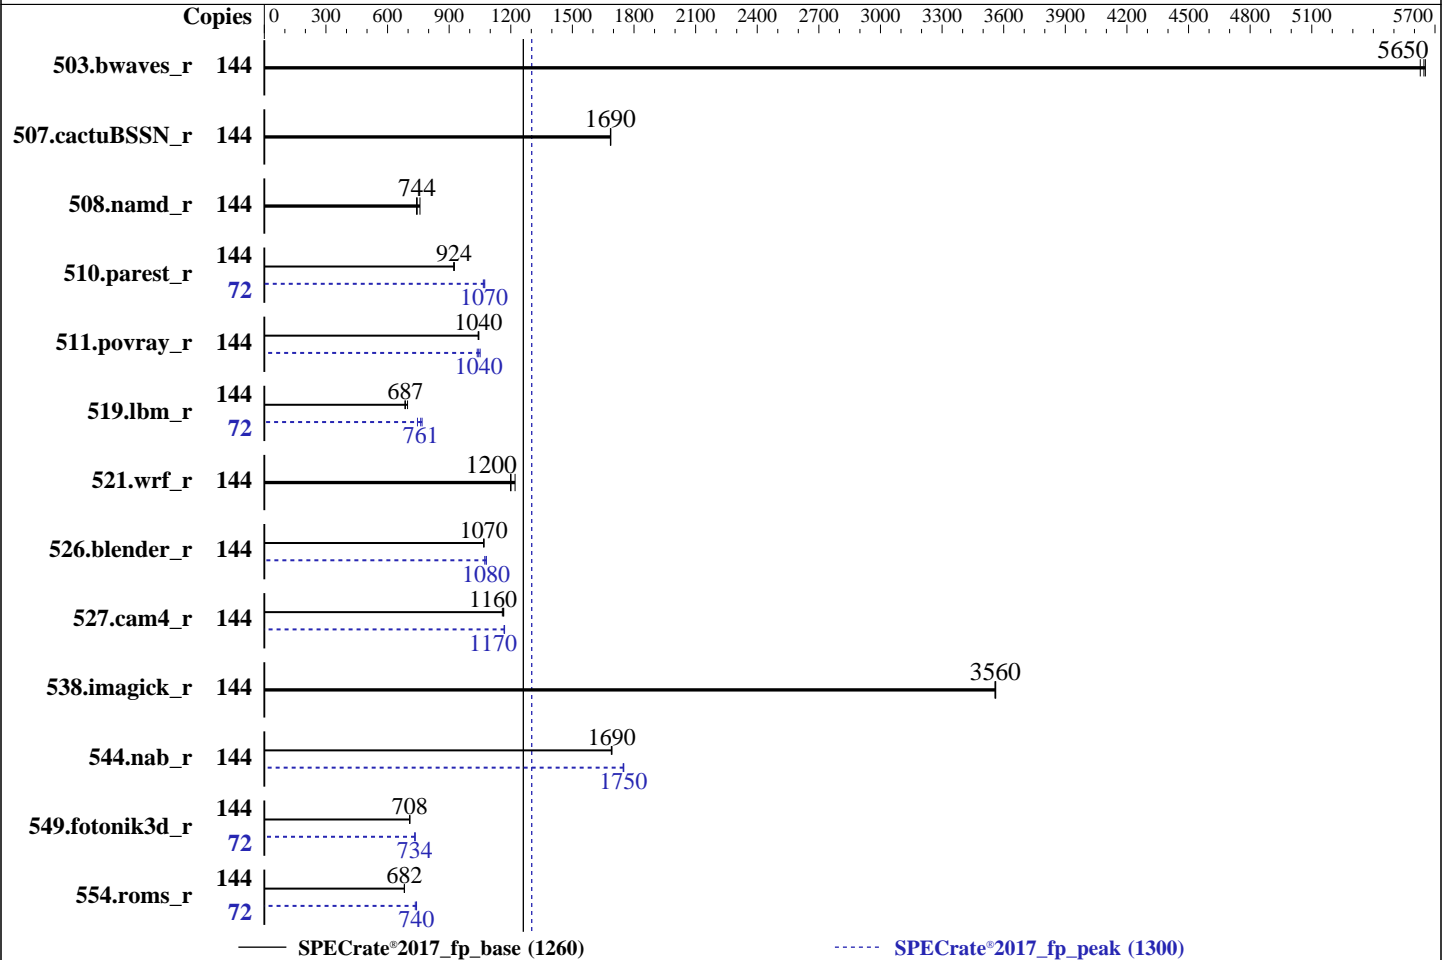 Copies 0 300 600 900 1200 1500 1800 2100 2400 2700 3000 3300 3600 3900 4200 4500 4800 5100 5700
503.bwaves_r 144 5650
507.cactuBSSN_r 144 1690
508.namd_r 144 744
510.parest_r 144 924
72 1070
511.povray_r 144 1040
1040
519.lbm_r 144 687
72 761
521.wrf_r 144 1200
526.blender_r 144 1070
1080
527.cam4_r 144 1160
1170
538.imagick_r 144 3560
544.nab_r 144 1690
1750
549.fotonik3d_r 144 708
72 734
554.roms_r 144 682
72 740
SPECrate®2017_fp_base (1260) SPECrate®2017_fp_peak (1300)